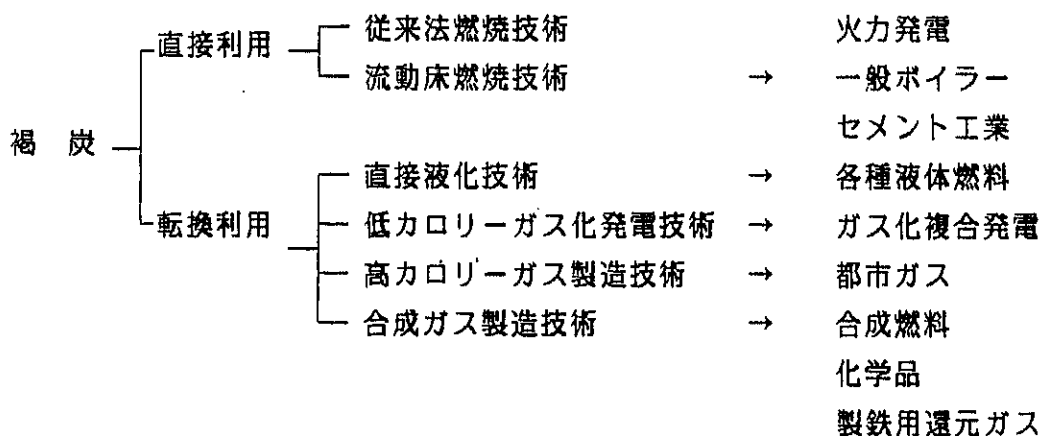 直接利用 従来法燃焼技術 火力発電
流動床燃焼技術 → 一般ボイラー
セメント工業
褐 炭
直接液化技術 → 各種液体燃料
転換利用 低カロリーガス化発電技術 → ガス化複合発電
高カロリーガス製造技術 → 都市ガス
合成ガス製造技術 → 合成燃料
化学品
製鉄用還元ガス